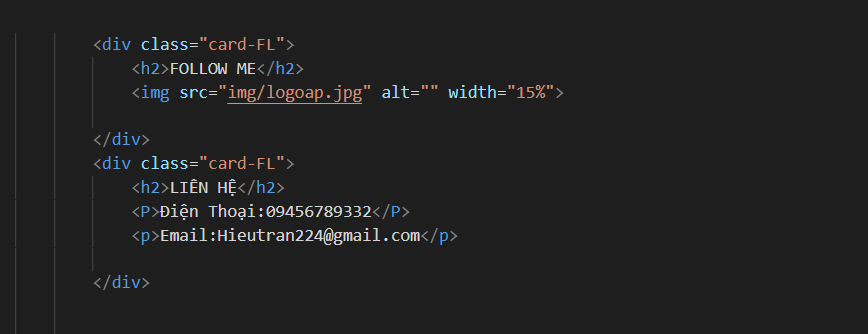 <div class="card-FL">
<h2>FOLLOW ME</h2>
<img src="img/logoap.jpg" alt="" width="15%">
</div>
<div class="card-FL">
<h2>LIÊN HỆ</h2>
<P>Điện Thoại:09456789332</P>
<p>Email:Hieutran224@gmail.com</p>
</div>